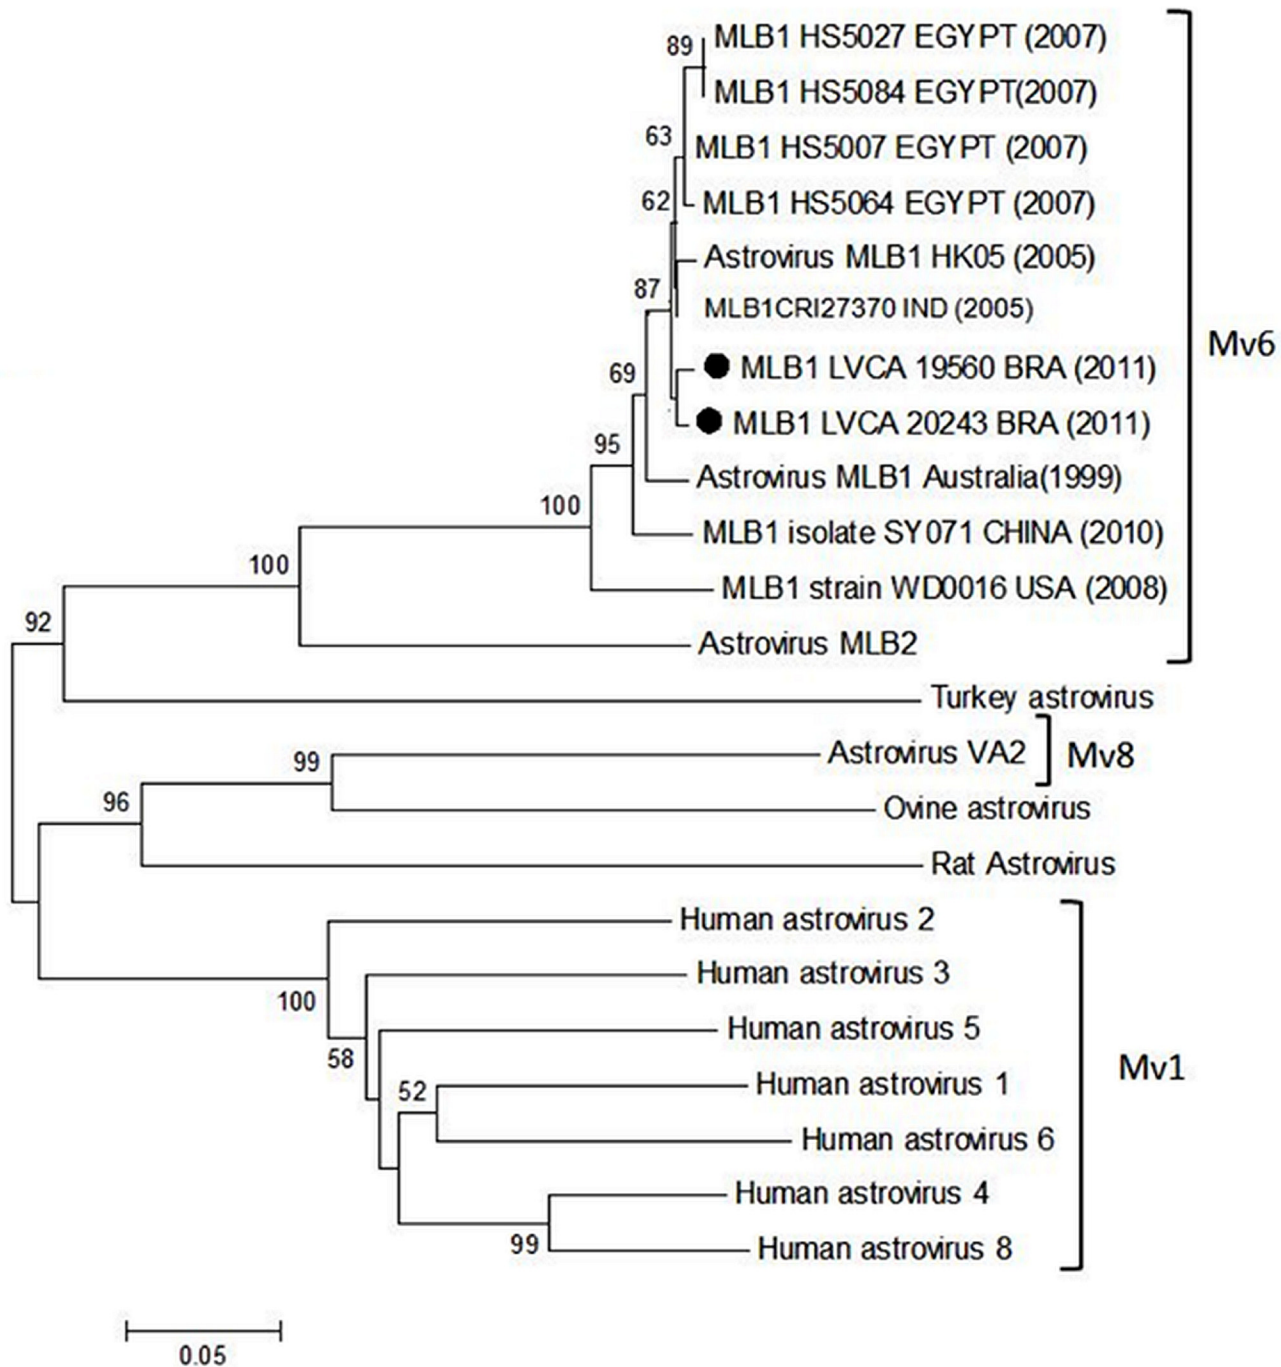 89
MLB1 HS5027 EGYPT (2007)
MLB1 HS5084 EGYPT(2007)
63
MLB1 HS5007 EGYPT (2007)
62
MLB1 HS5064 EGYPT (2007)
Astrovirus MLB1 HK05 (2005)
87
MLB1CRI27370 IND (2005)
Mv6
69
MLB1 LVCA 19560 BRA (2011)
MLB1 LVCA 20243 BRA (2011)
95
Astrovirus MLB1 Australia(1999)
100
MLB1 isolate SY071 CHINA (2010)
100
MLB1 strain WD0016 USA (2008)
92
Astrovirus MLB2
Turkey astrovirus
99
Astrovirus VA2
Mv8
96
Ovine astrovirus
Rat Astrovirus
Human astrovirus 2
Human astrovirus 3
100
Human astrovirus 5
58
Mv1
52
Human astrovirus 1
Human astrovirus 6
Human astrovirus 4
99
Human astrovirus 8
0.05